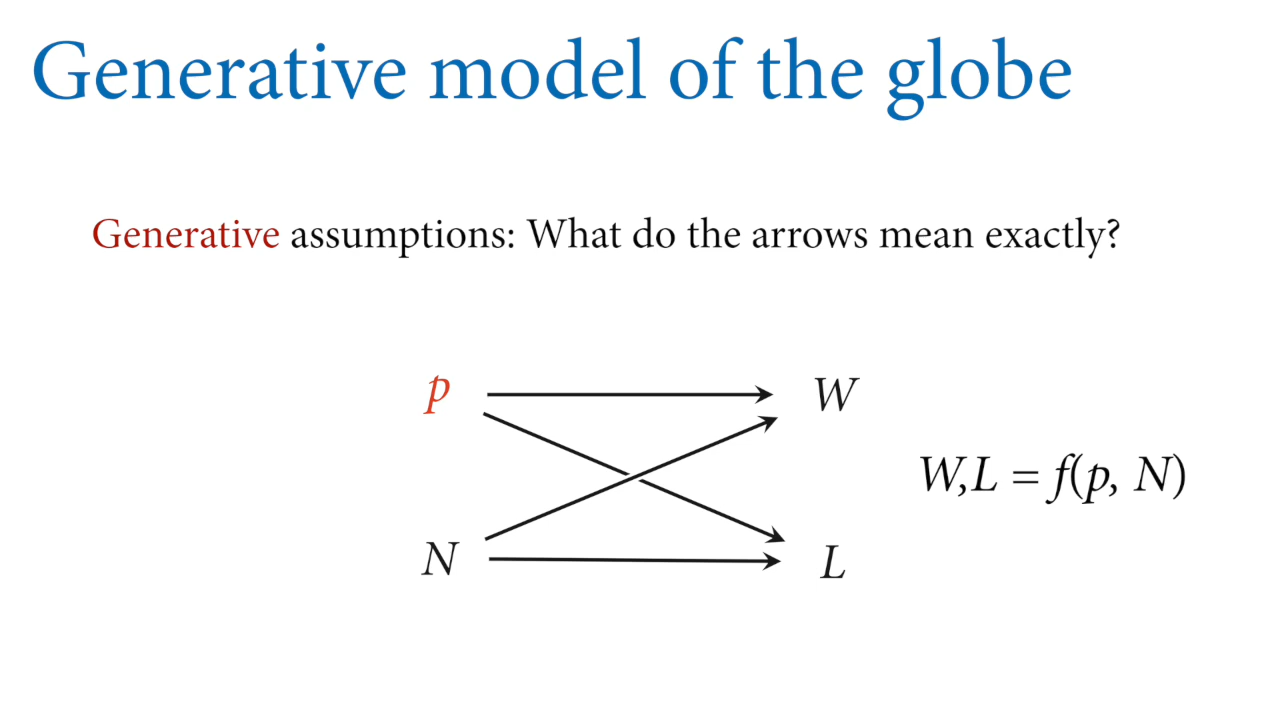 Generative model of the globe
Generative assumptions: What do the arrows mean exactly?
p
W
W,L = f(p, N)
N
L